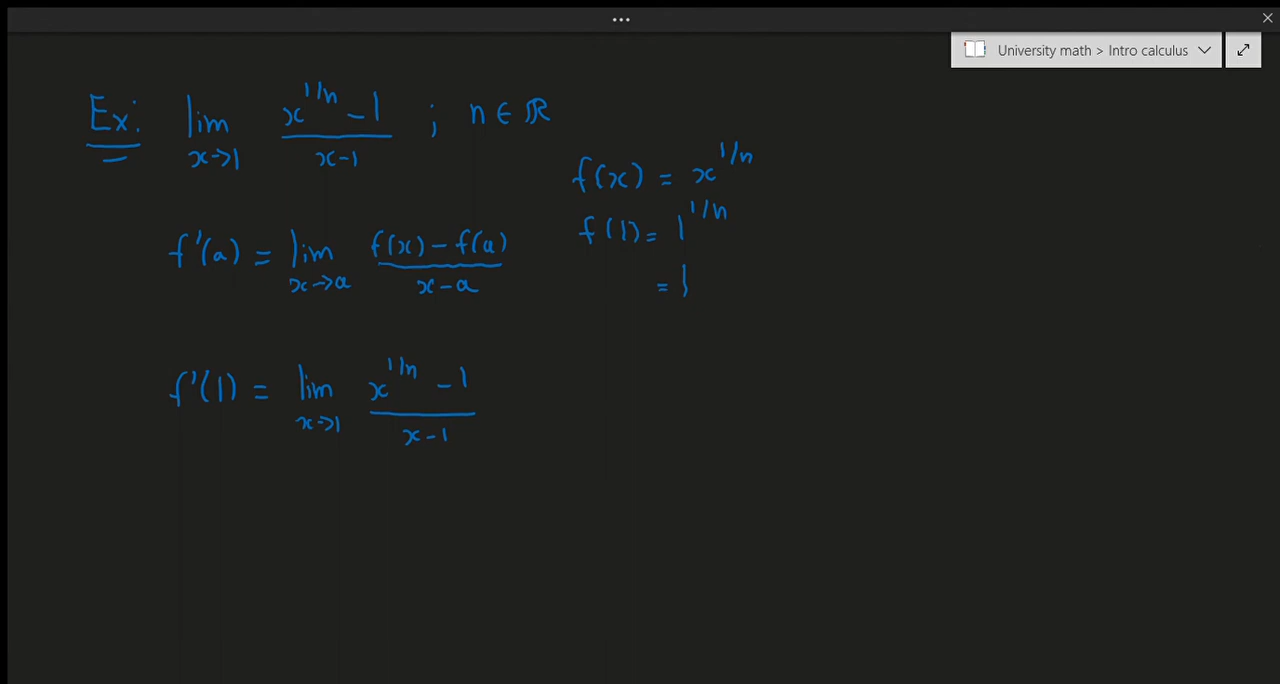 University math > Intro calculus
Ex: lim x->1 (x^{1/n} - 1)/(x-1) ; n ∈ ℝ
f(x) = x^{1/n}
f(1) = 1^{1/n}
= 1
f'(a) = lim x->a (f(x) - f(a))/(x-a)
f'(1) = lim x->1 (x^{1/n} - 1)/(x-1)